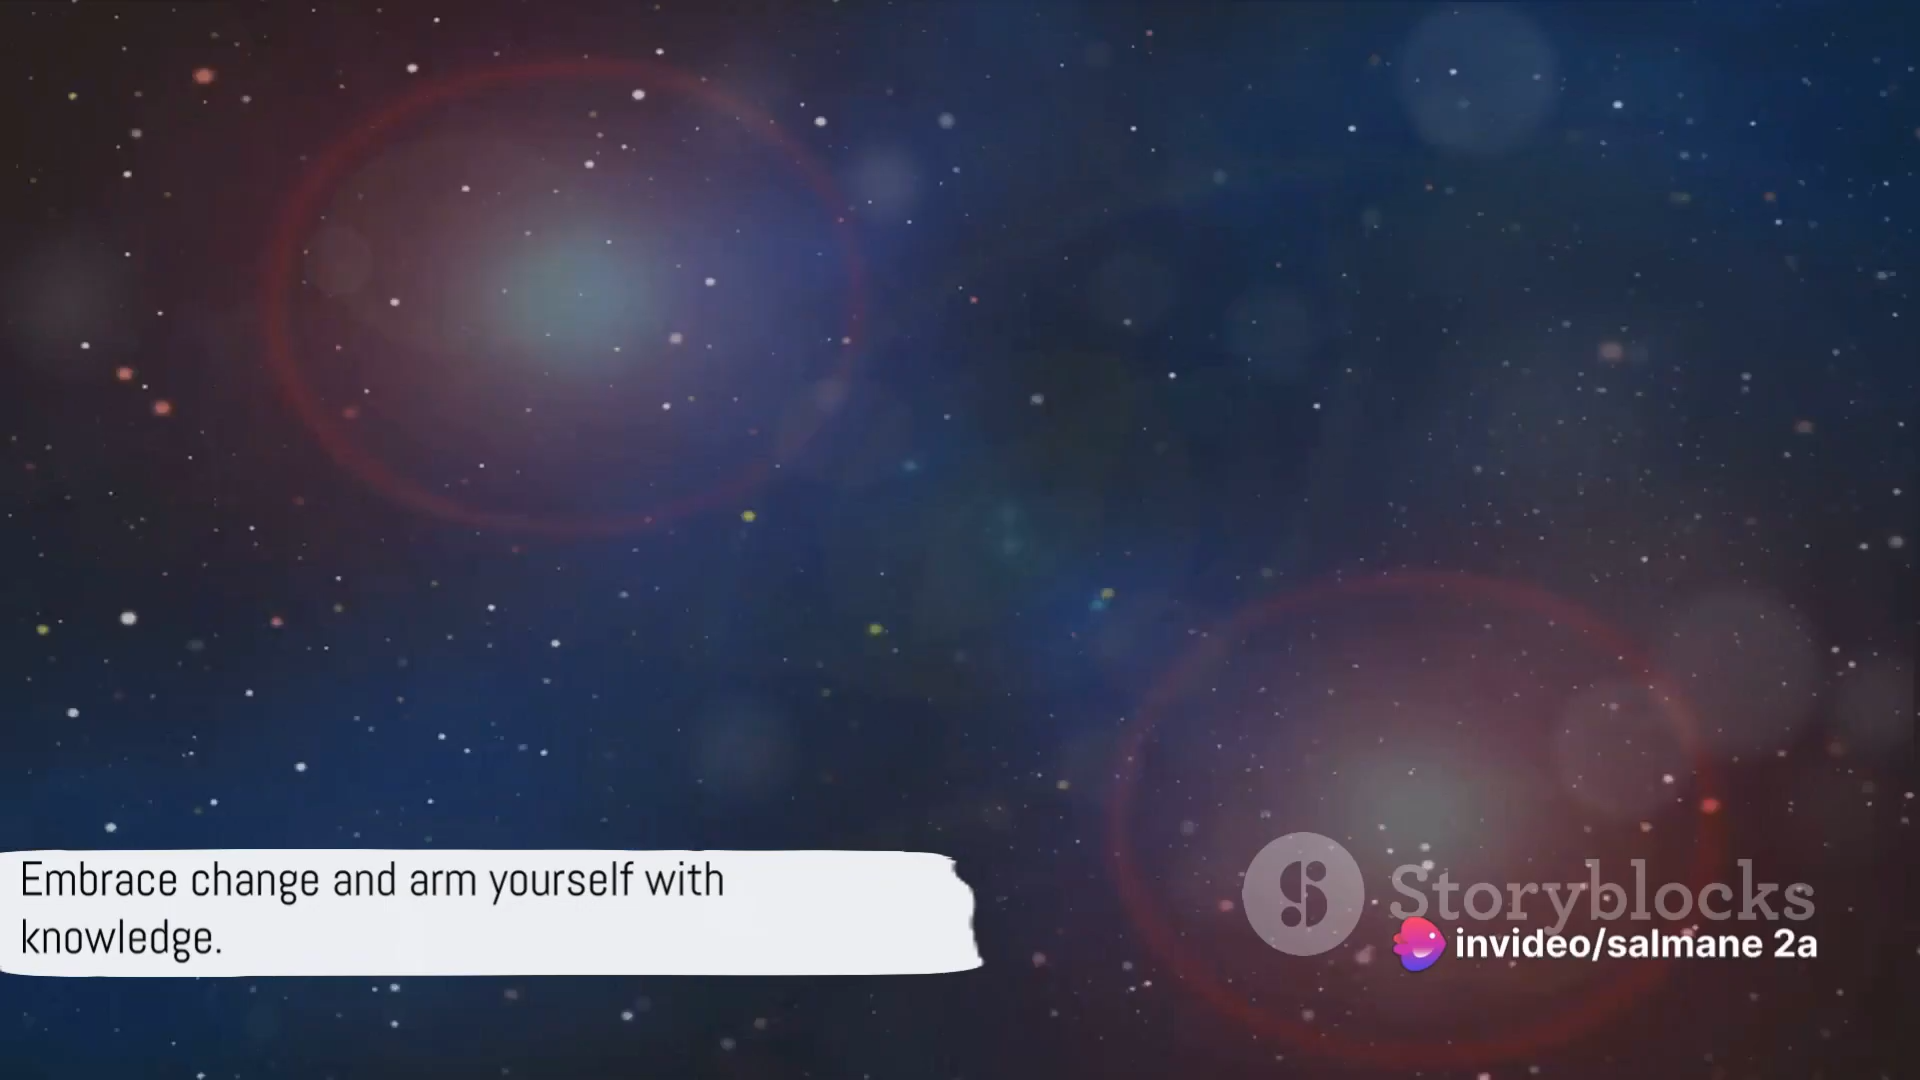 Embrace change and arm yourself with
knowledge.
Storyblocks
invideo/salmane 2a